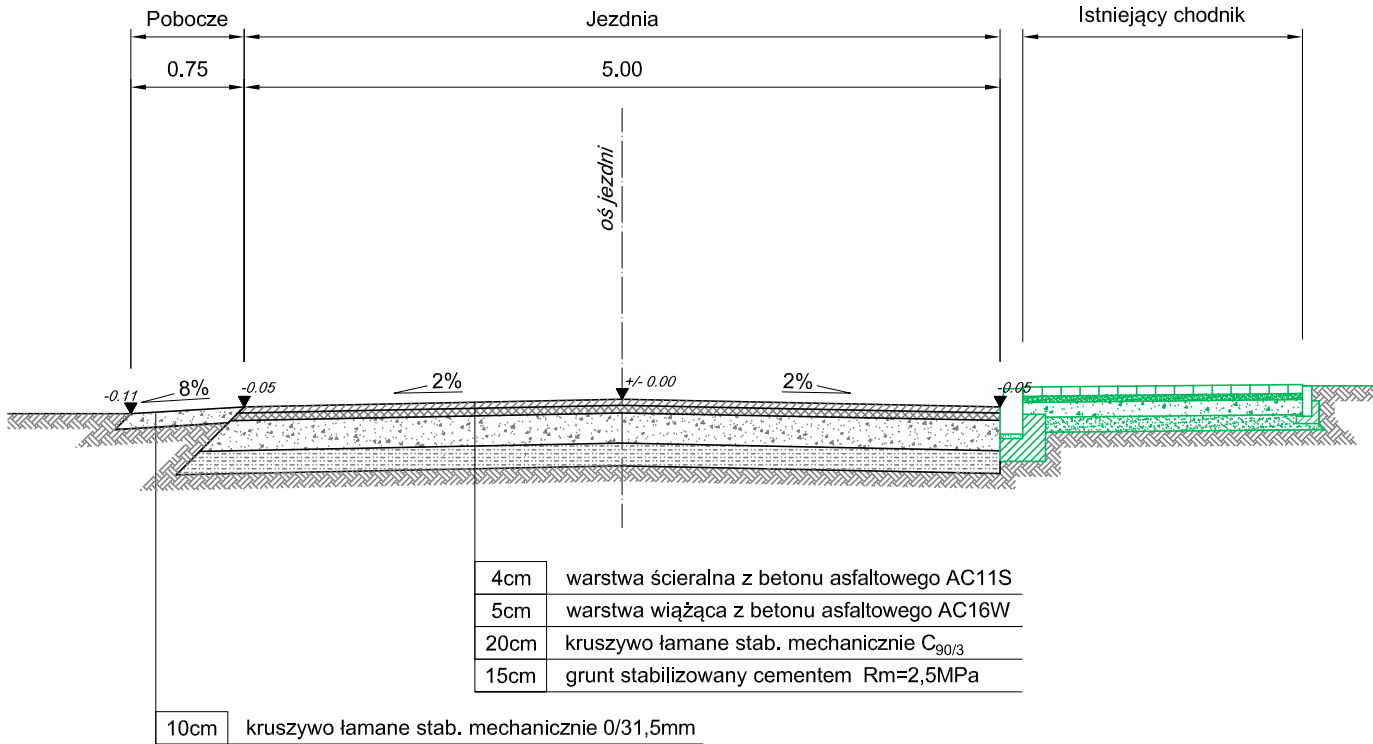 Pobocze
Jezdnia
Istniejący chodnik
0.75
5.00
oś jezdni
-0.11
8%
-0.05
2%
+/- 0.00
2%
-0.05
4cm warstwa ścieralna z betonu asfaltowego AC11S
5cm warstwa wiążąca z betonu asfaltowego AC16W
20cm kruszywo łamane stab. mechanicznie C90/3
15cm grunt stabilizowany cementem Rm=2,5MPa
10cm kruszywo łamane stab. mechanicznie 0/31,5mm